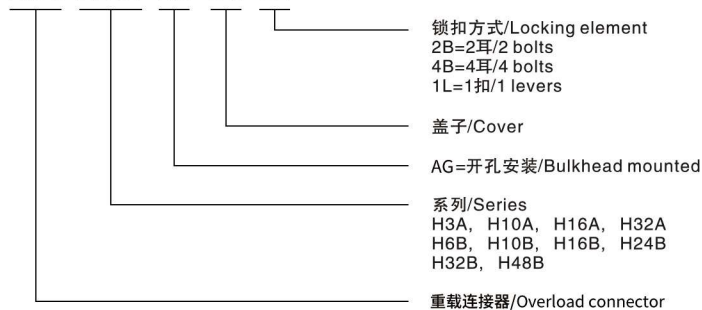 锁扣方式/Locking element
2B=2耳/2 bolts
4B=4耳/4 bolts
1L=1扣/1 levers
盖子/Cover
AG=开孔安装/Bulkhead mounted
系列/Series
H3A, H10A, H16A, H32A
H6B, H10B, H16B, H24B
H32B, H48B
重载连接器/Overload connector